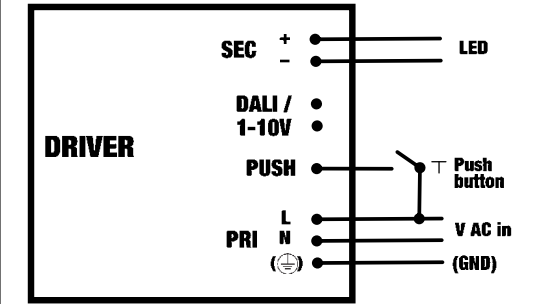 SEC + LED
−
DALI /
1-10V
DRIVER
PUSH Push
button
L
PRI N V AC in
( ) (GND)